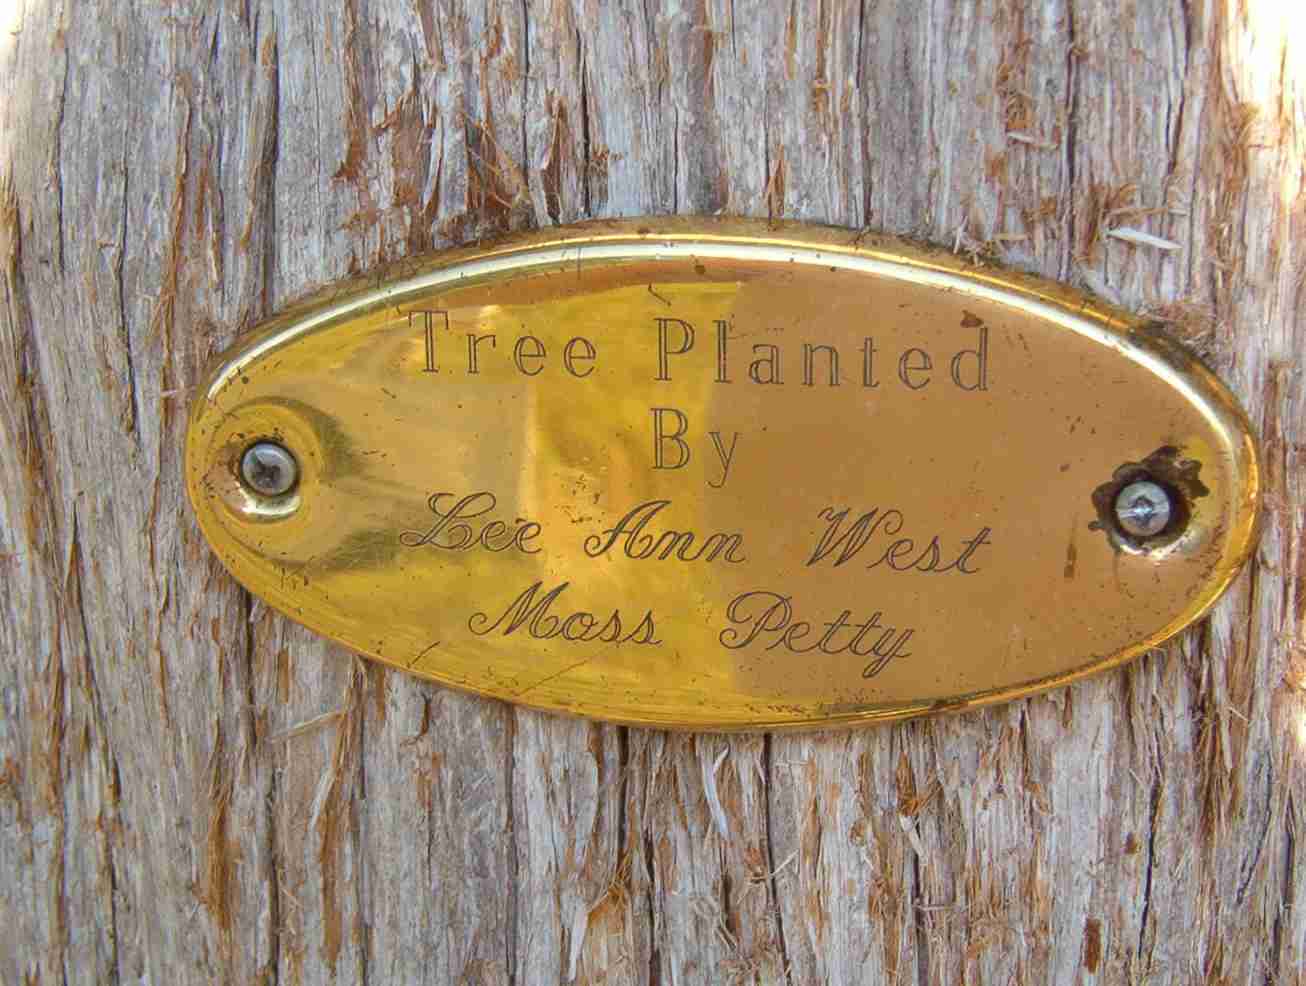 Tree Planted
By
Lee Ann West
Moss Petty